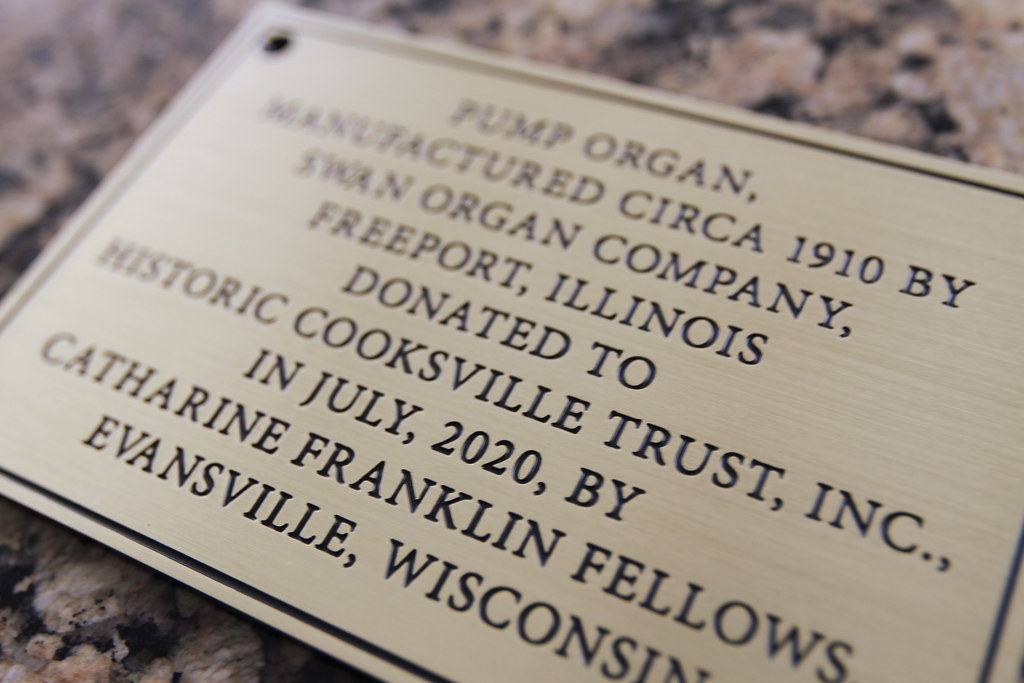 PUMP ORGAN,
MANUFACTURED CIRCA 1910 BY
SWAN ORGAN COMPANY,
FREEPORT, ILLINOIS
DONATED TO
HISTORIC COOKSVILLE TRUST, INC.,
IN JULY, 2020, BY
CATHARINE FRANKLIN FELLOWS,
EVANSVILLE, WISCONSIN